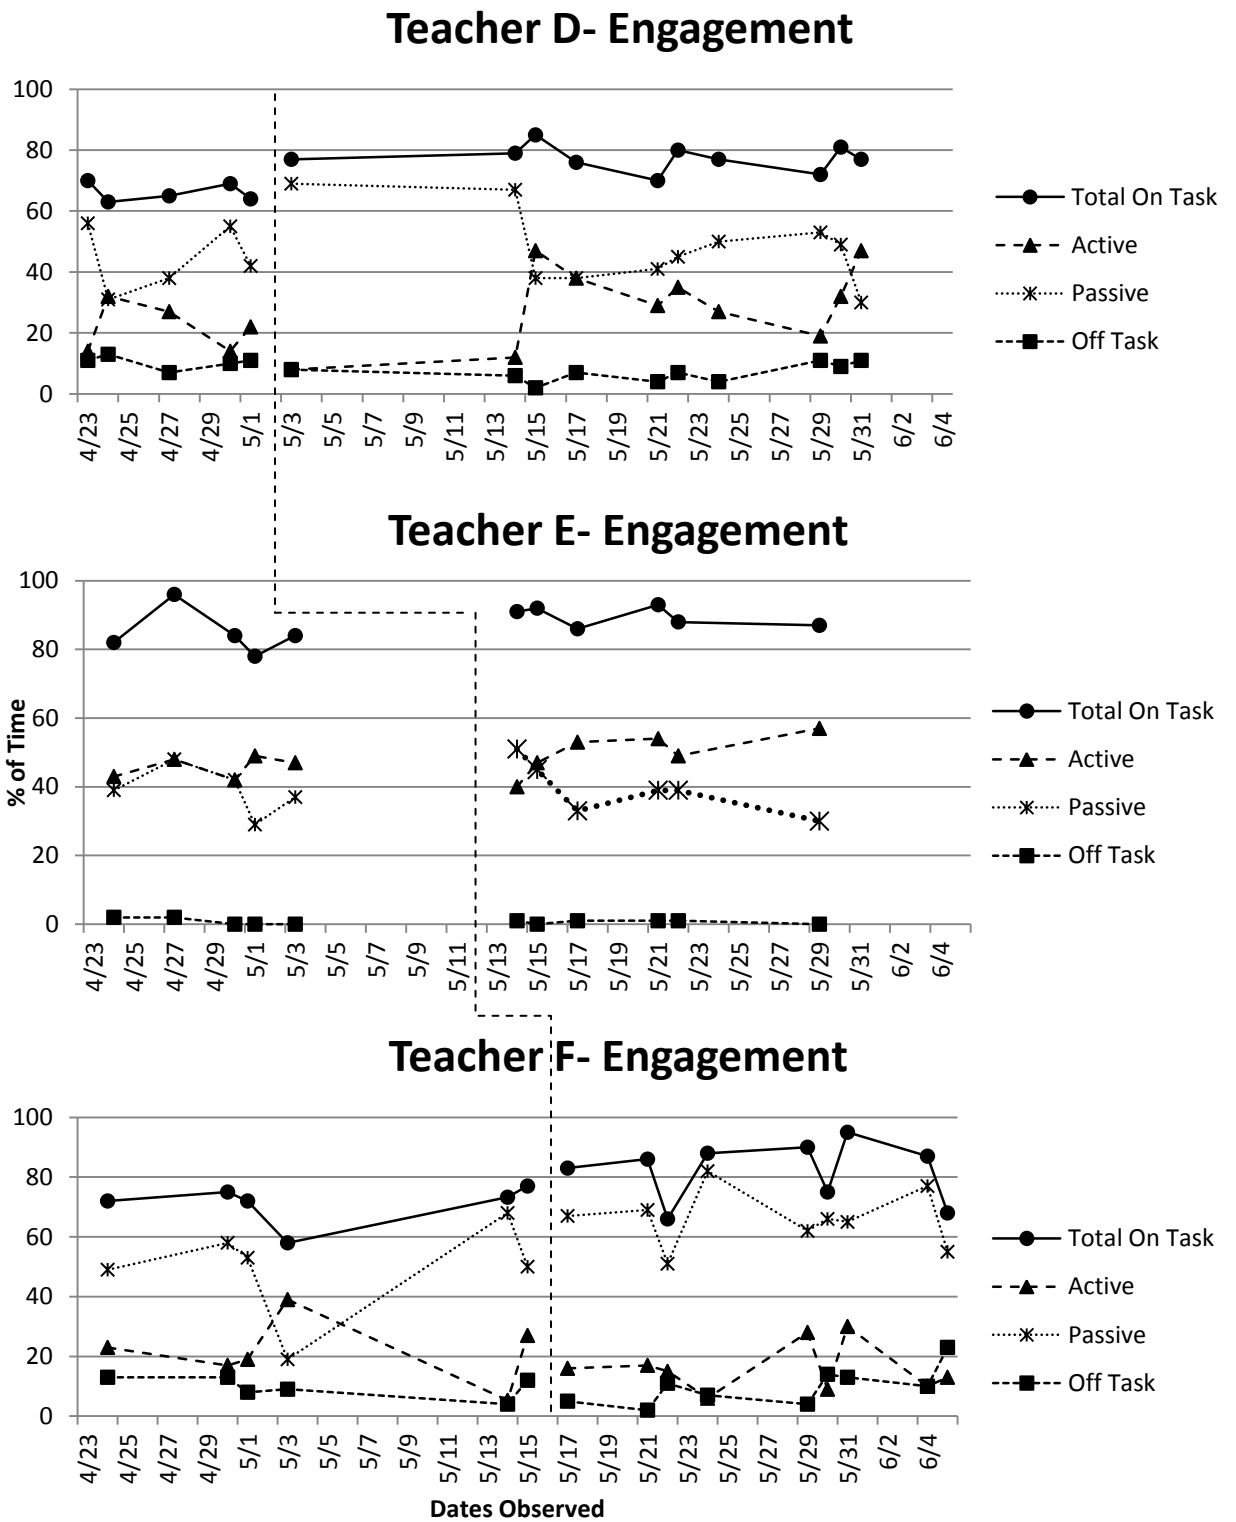 Teacher D- Engagement
100
80
60
40
20
0
4/23 4/25 4/27 4/29 5/1 5/3 5/5 5/7 5/9 5/11 5/13 5/15 5/17 5/19 5/21 5/23 5/25 5/27 5/29 5/31 6/2 6/4
Total On Task
Active
Passive
Off Task
Teacher E- Engagement
% of Time
100
80
60
40
20
0
4/23 4/25 4/27 4/29 5/1 5/3 5/5 5/7 5/9 5/11 5/13 5/15 5/17 5/19 5/21 5/23 5/25 5/27 5/29 5/31 6/2 6/4
Total On Task
Active
Passive
Off Task
Teacher F- Engagement
100
80
60
40
20
0
4/23 4/25 4/27 4/29 5/1 5/3 5/5 5/7 5/9 5/11 5/13 5/15 5/17 5/19 5/21 5/23 5/25 5/27 5/29 5/31 6/2 6/4
Dates Observed
Total On Task
Active
Passive
Off Task